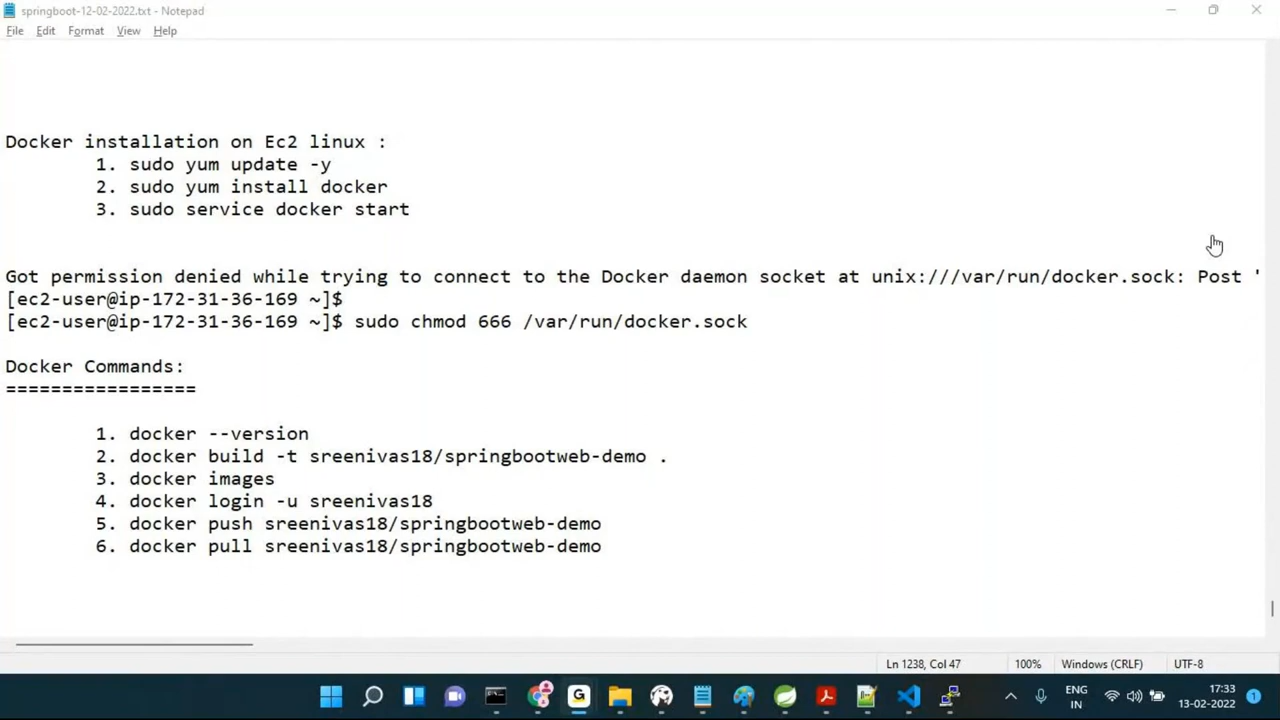 springboot-12-02-2022.txt - Notepad
File Edit Format View Help
Docker installation on Ec2 linux :
1. sudo yum update -y
2. sudo yum install docker
3. sudo service docker start
Got permission denied while trying to connect to the Docker daemon socket at unix:///var/run/docker.sock: Post '
[ec2-user@ip-172-31-36-169 ~]$
[ec2-user@ip-172-31-36-169 ~]$ sudo chmod 666 /var/run/docker.sock
Docker Commands:
=================
1. docker --version
2. docker build -t sreenivas18/springbootweb-demo .
3. docker images
4. docker login -u sreenivas18
5. docker push sreenivas18/springbootweb-demo
6. docker pull sreenivas18/springbootweb-demo
Ln 1238, Col 47 100% Windows (CRLF) UTF-8
G ENG 17:33
IN 13-02-2022 1